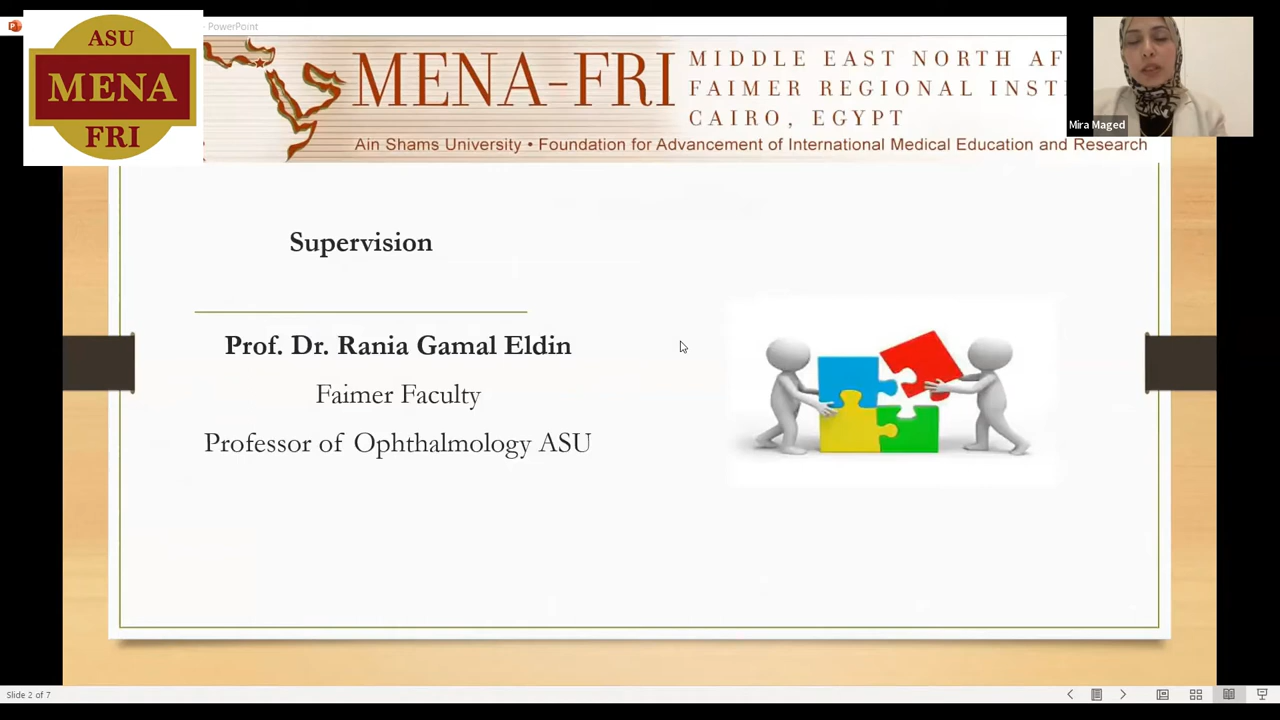 - PowerPoint
ASU
MENA
FRI
MENA-FRI
MIDDLE EAST NORTH AF
FAIMER REGIONAL INST
CAIRO, EGYPT
Ain Shams University • Foundation for Advancement of International Medical Education and Research
Mira Maged
Supervision
Prof. Dr. Rania Gamal Eldin
Faimer Faculty
Professor of Ophthalmology ASU
Slide 2 of 7